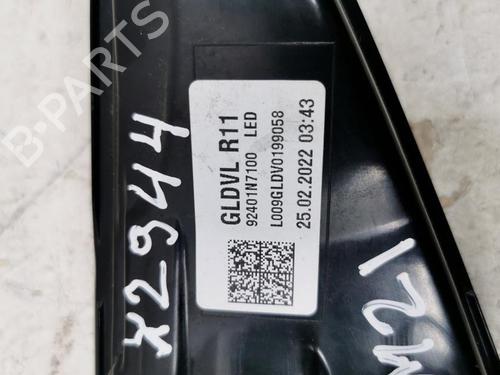 B-PARTS
GLDVL R11
92401N7100 LED
L009GLDV0199058
25.02.2022 03:43
X2944